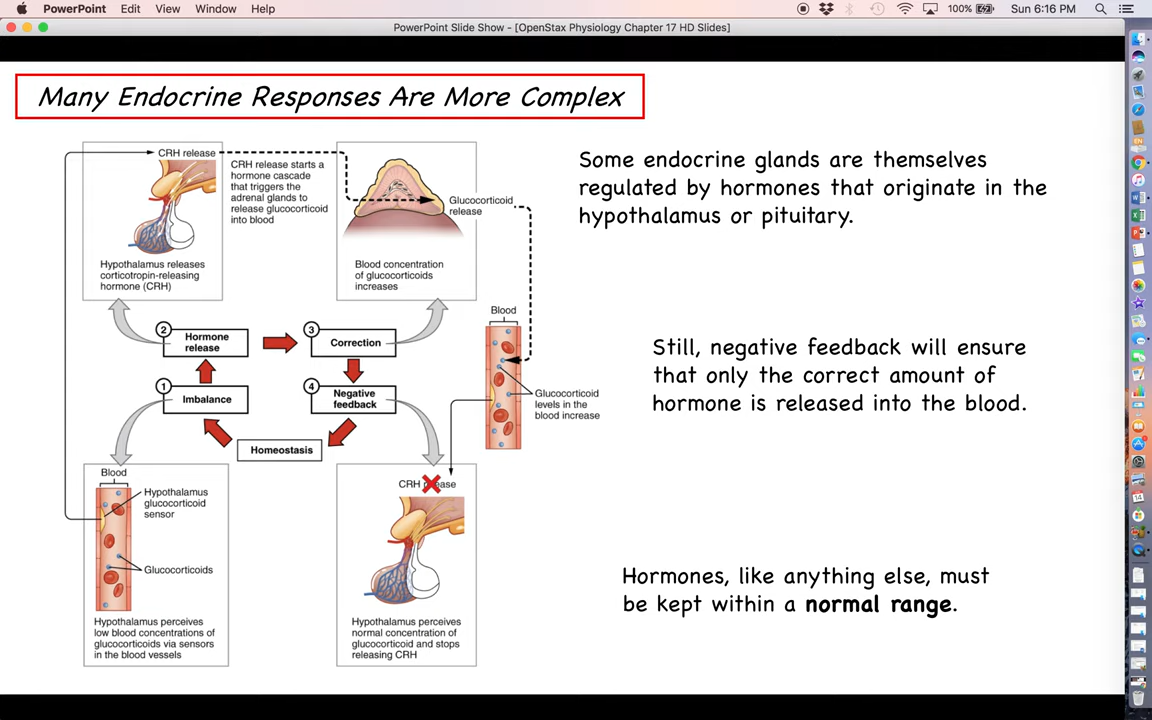 PowerPoint Edit View Window Help
100% Sun 6:16 PM
PowerPoint Slide Show - [OpenStax Physiology Chapter 17 HD Slides]
Many Endocrine Responses Are More Complex
CRH release
CRH release starts a
hormone cascade
that triggers the
adrenal glands to
release glucocorticoid
into blood
Glucocorticoid
release
Hypothalamus releases
corticotropin-releasing
hormone (CRH)
Blood concentration
of glucocorticoids
increases
Some endocrine glands are themselves
regulated by hormones that originate in the
hypothalamus or pituitary.
2
Hormone
release
3
Correction
1
Imbalance
4
Negative
feedback
Homeostasis
Blood
Glucocorticoid
levels in the
blood increase
Still, negative feedback will ensure
that only the correct amount of
hormone is released into the blood.
Blood
Hypothalamus
glucocorticoid
sensor
Glucocorticoids
Hypothalamus perceives
low blood concentrations of
glucocorticoids via sensors
in the blood vessels
CRH release
Hypothalamus perceives
normal concentration of
glucocorticoid and stops
releasing CRH
Hormones, like anything else, must
be kept within a normal range.